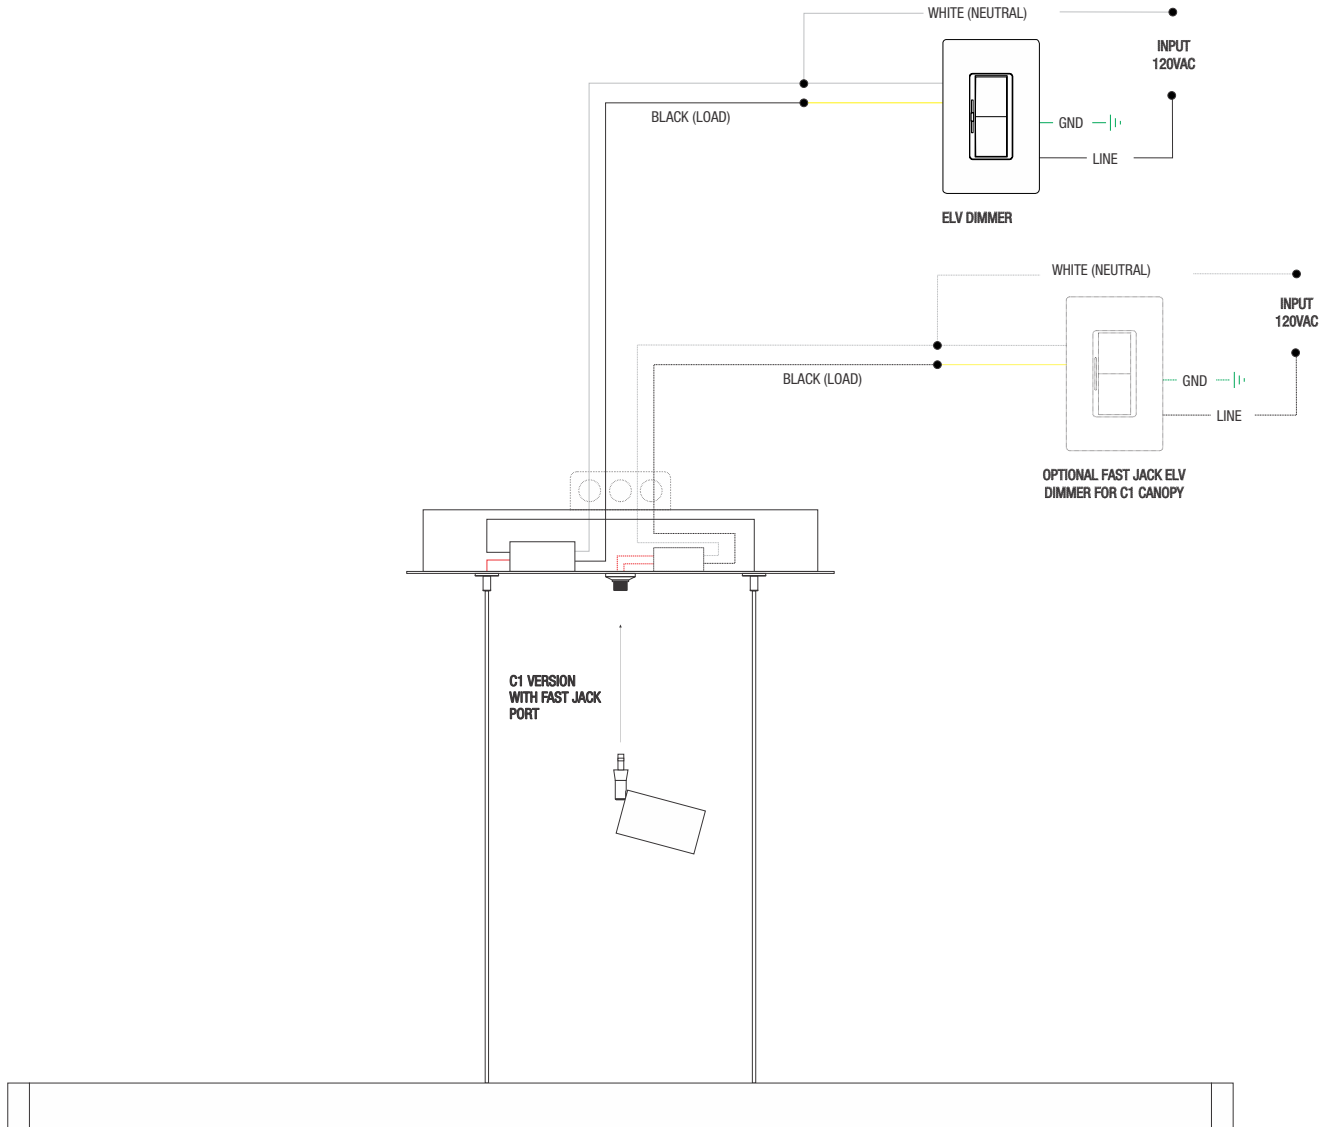 WHITE (NEUTRAL)
INPUT
120VAC
BLACK (LOAD)
GND
LINE
ELV DIMMER
WHITE (NEUTRAL)
INPUT
120VAC
BLACK (LOAD)
GND
LINE
OPTIONAL FAST JACK ELV
DIMMER FOR C1 CANOPY
C1 VERSION
WITH FAST JACK
PORT